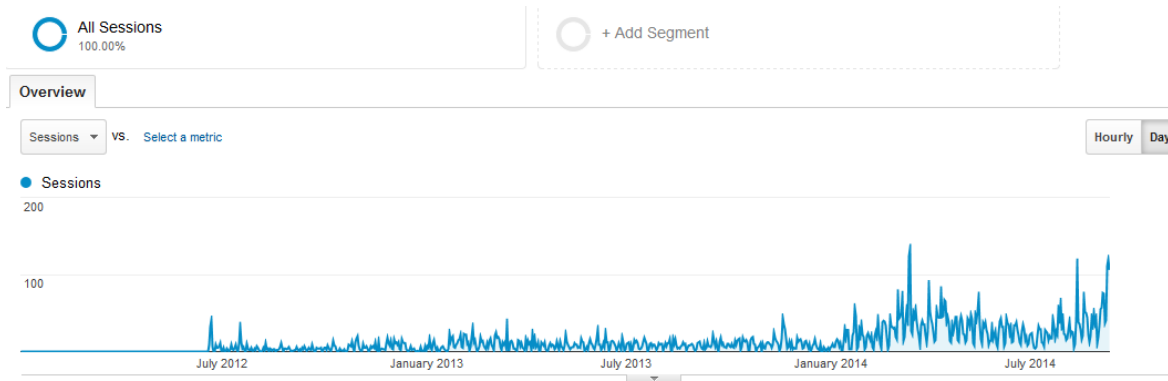 All Sessions
100.00%
+ Add Segment
Overview
Sessions VS. Select a metric
Hourly Day
Sessions
200
100
July 2012 January 2013 July 2013 January 2014 July 2014